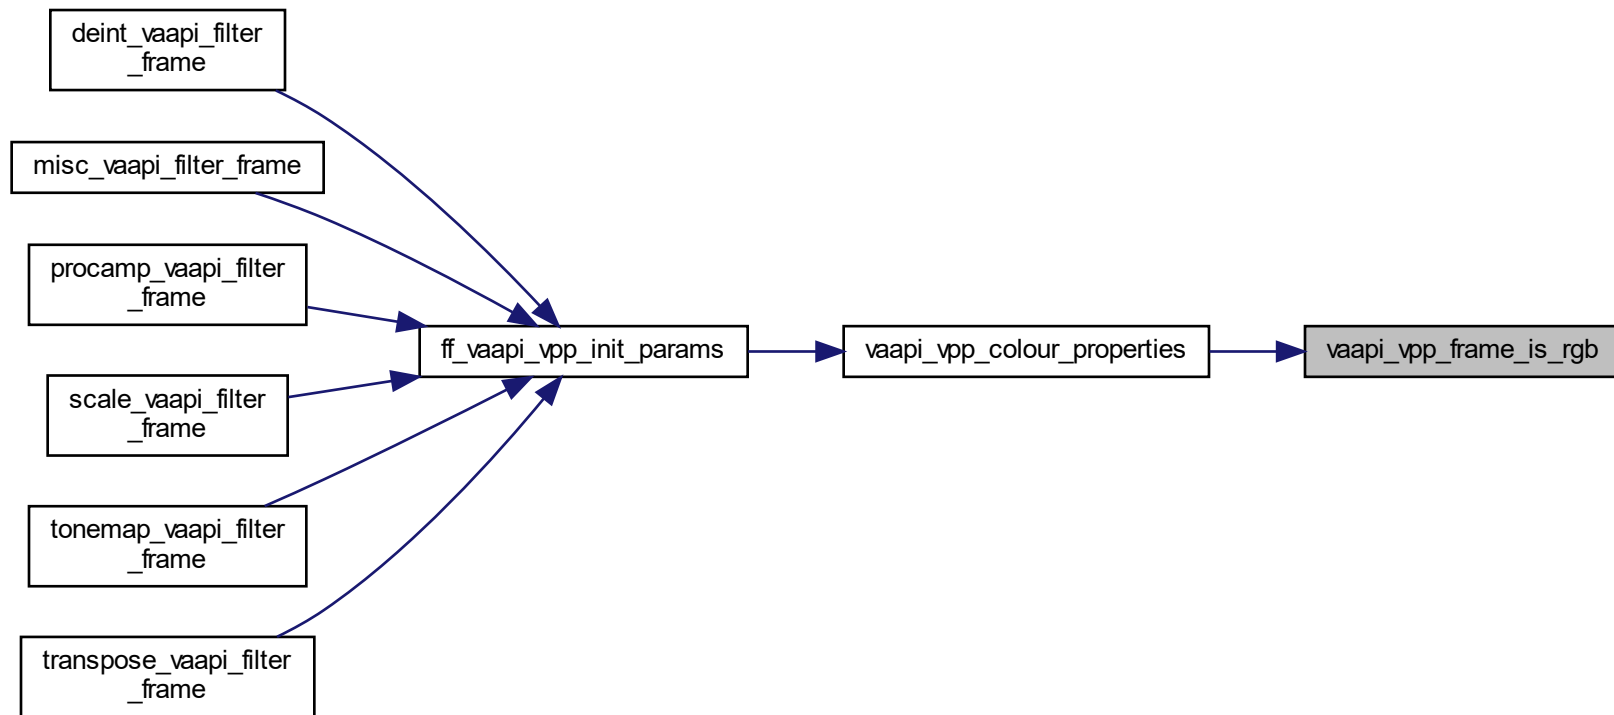 deint_vaapi_filter
_frame
misc_vaapi_filter_frame
procamp_vaapi_filter
_frame
scale_vaapi_filter
_frame
tonemap_vaapi_filter
_frame
transpose_vaapi_filter
_frame
ff_vaapi_vpp_init_params
vaapi_vpp_colour_properties
vaapi_vpp_frame_is_rgb